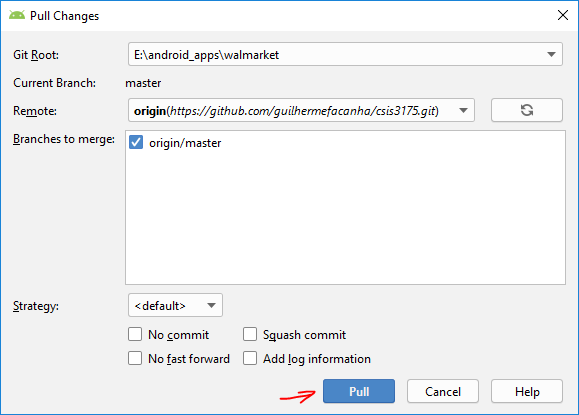 Pull Changes
Git Root: E:\android_apps\walmarket
Current Branch: master
Remote: origin(https://github.com/guilhermefacanha/csis3175.git)
Branches to merge: origin/master
Strategy: <default>
No commit Squash commit
No fast forward Add log information
Pull Cancel Help